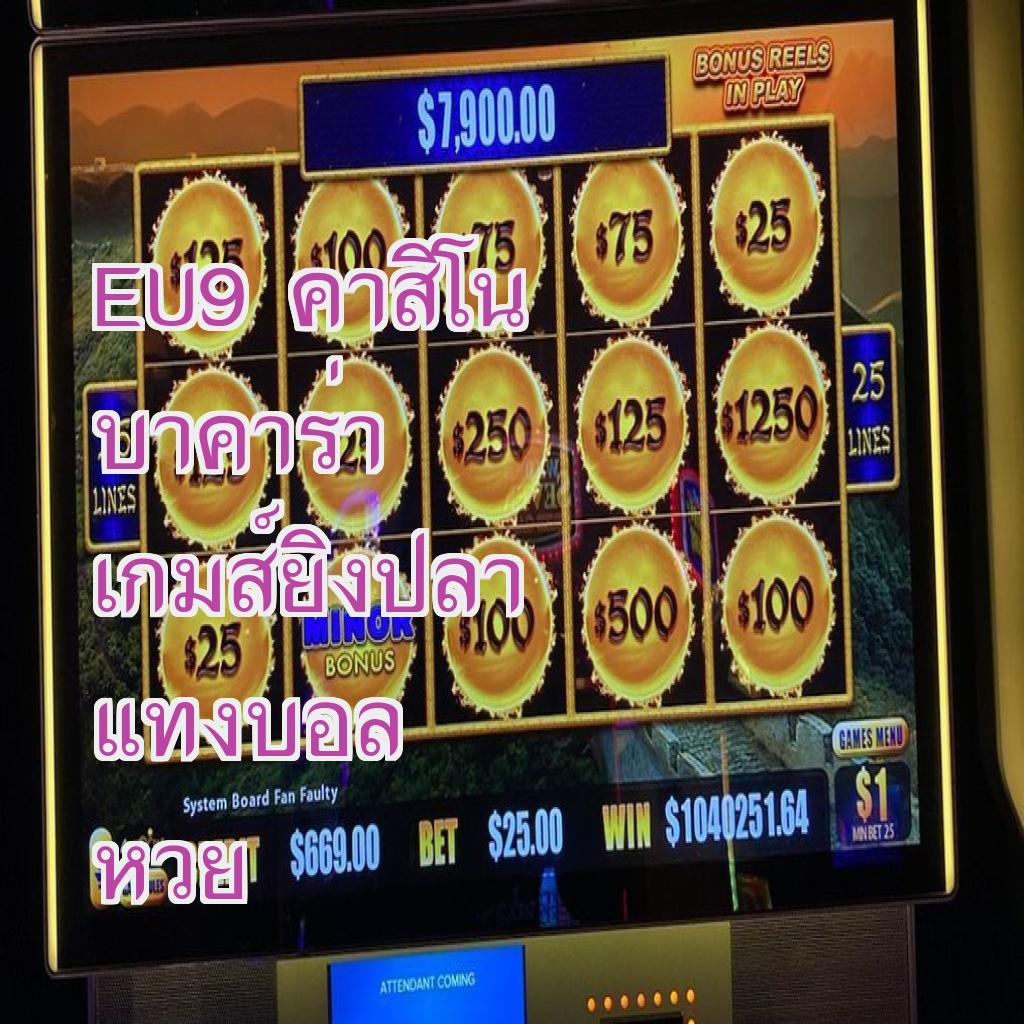 BONUS REELS
IN PLAY
$7,900.00
$125 $100 $75 $75 $25
EU9 คาสิโน
บาคาร่า
25
LINES
LINES
$250 $125 $1250
เกมส์ยิงปลา
$25 MINOR
BONUS $100 $500 $100
แทงบอล
GAMES MENU
System Board Fan Faulty
$669.00 BET $25.00 WIN $1040251.64
$1
MIN BET 25
หวย
ATTENDANT COMING